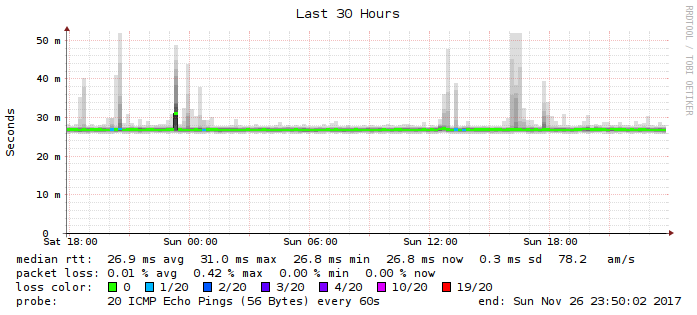 Last 30 Hours
RRDTOOL / TOBI OETIKER
Seconds
50 m
40 m
30 m
20 m
10 m
0
Sat 18:00 Sun 00:00 Sun 06:00 Sun 12:00 Sun 18:00
median rtt: 26.9 ms avg 31.0 ms max 26.8 ms min 26.8 ms now 0.3 ms sd 78.2 am/s
packet loss: 0.01 % avg 0.42 % max 0.00 % min 0.00 % now
loss color: 0 1/20 2/20 3/20 4/20 10/20 19/20
probe: 20 ICMP Echo Pings (56 Bytes) every 60s end: Sun Nov 26 23:50:02 2017